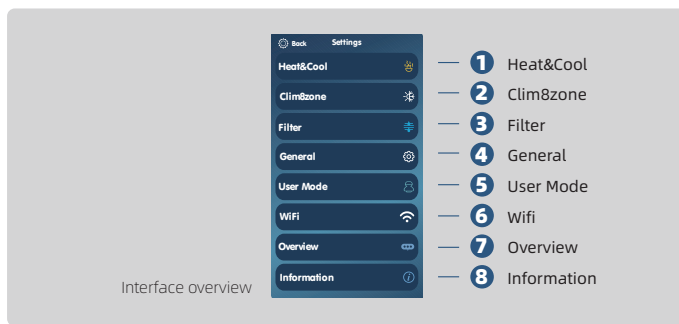 Back Settings
Heat&Cool
Clim8zone
Filter
General
User Mode
WiFi
Overview
Information
1 Heat&Cool
2 Clim8zone
3 Filter
4 General
5 User Mode
6 Wifi
7 Overview
8 Information
Interface overview